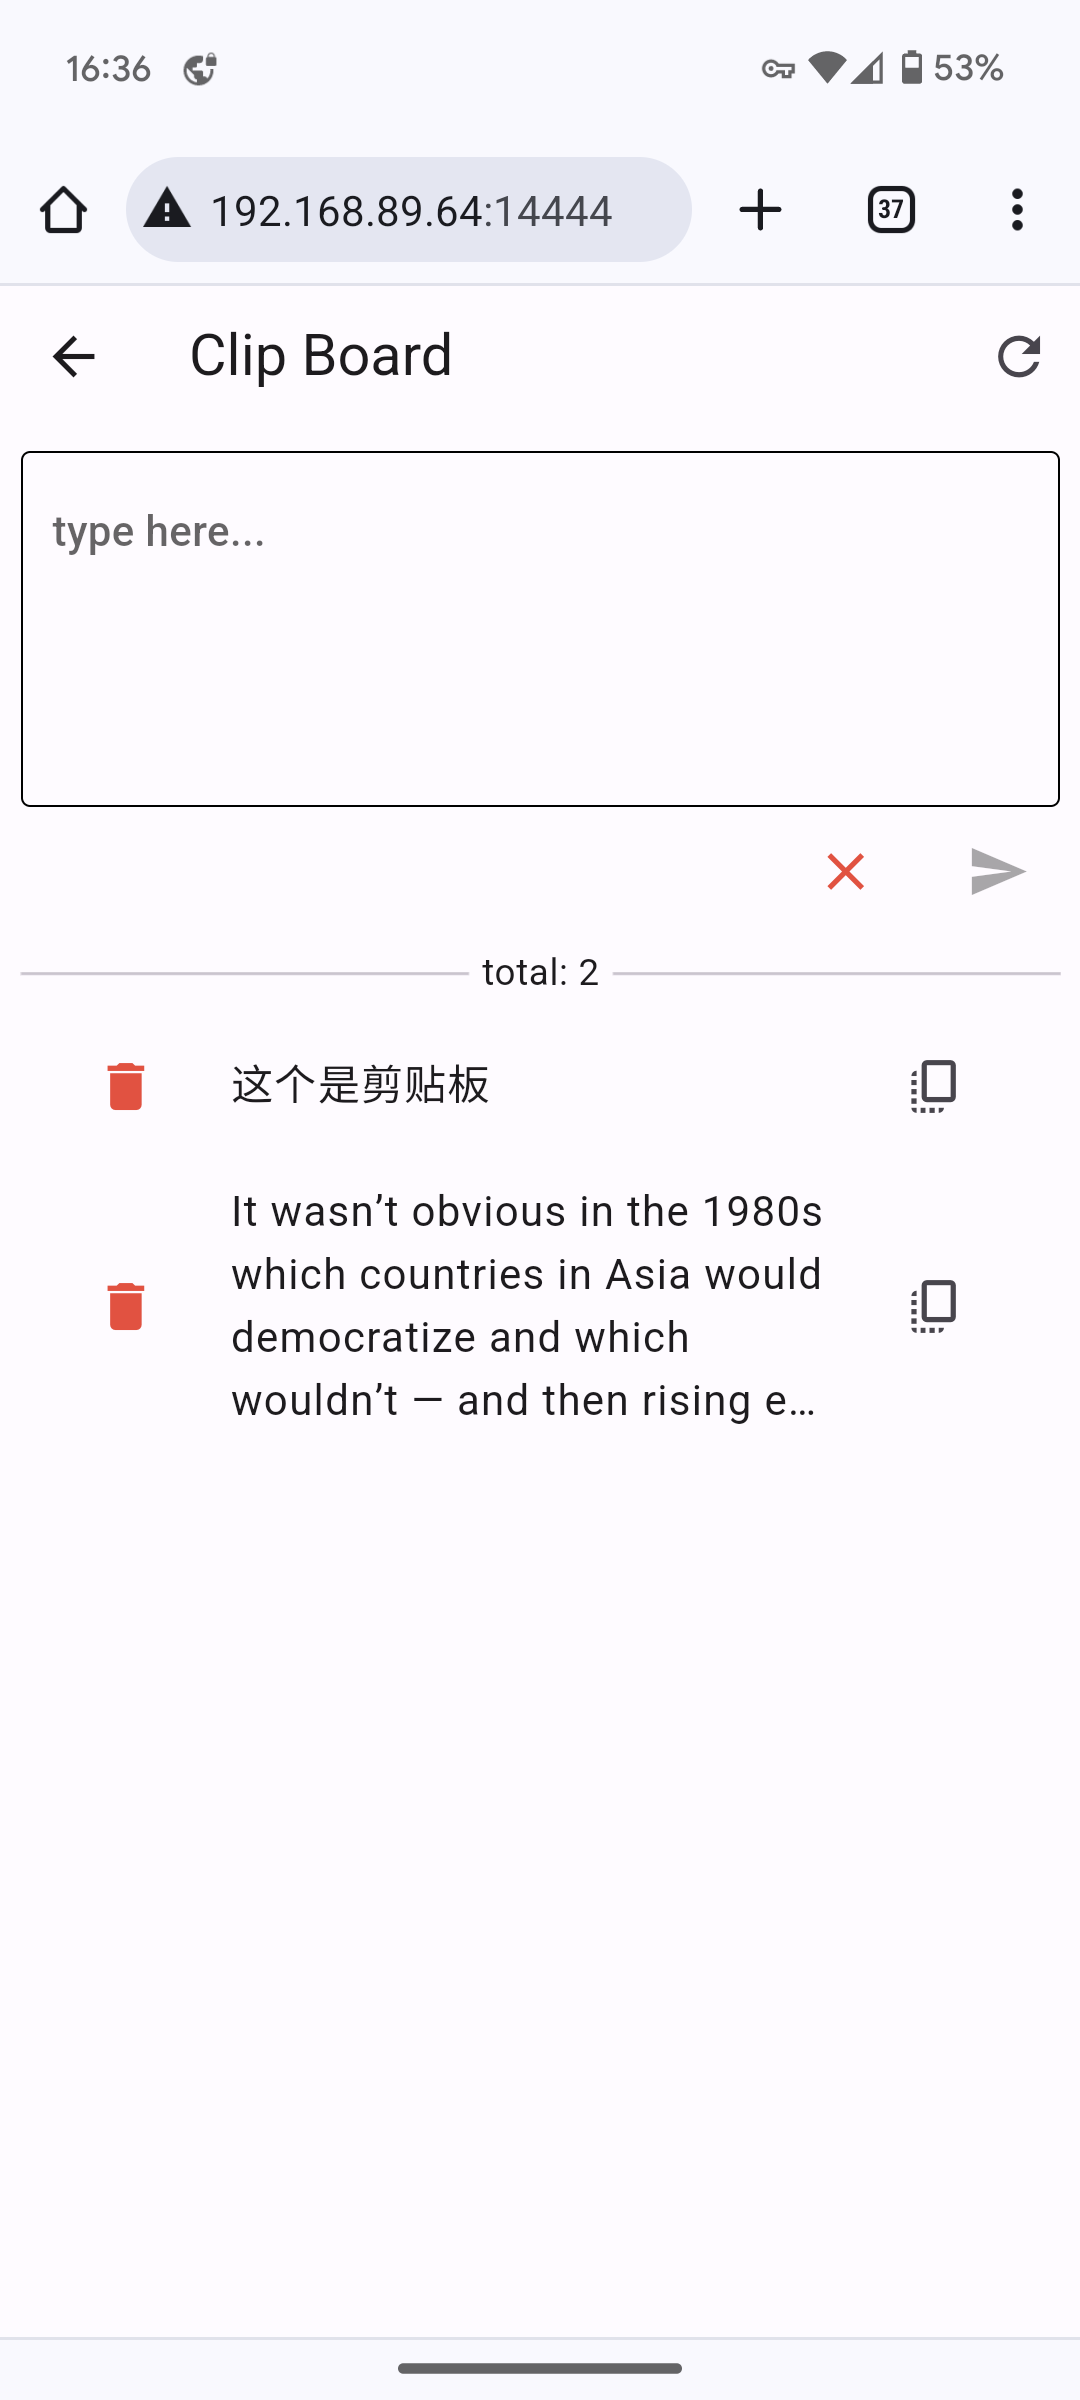 16:36
53%
192.168.89.64:14444
37
Clip Board
type here...
total: 2
这个是剪贴板
It wasn’t obvious in the 1980s
which countries in Asia would
democratize and which
wouldn’t — and then rising e…